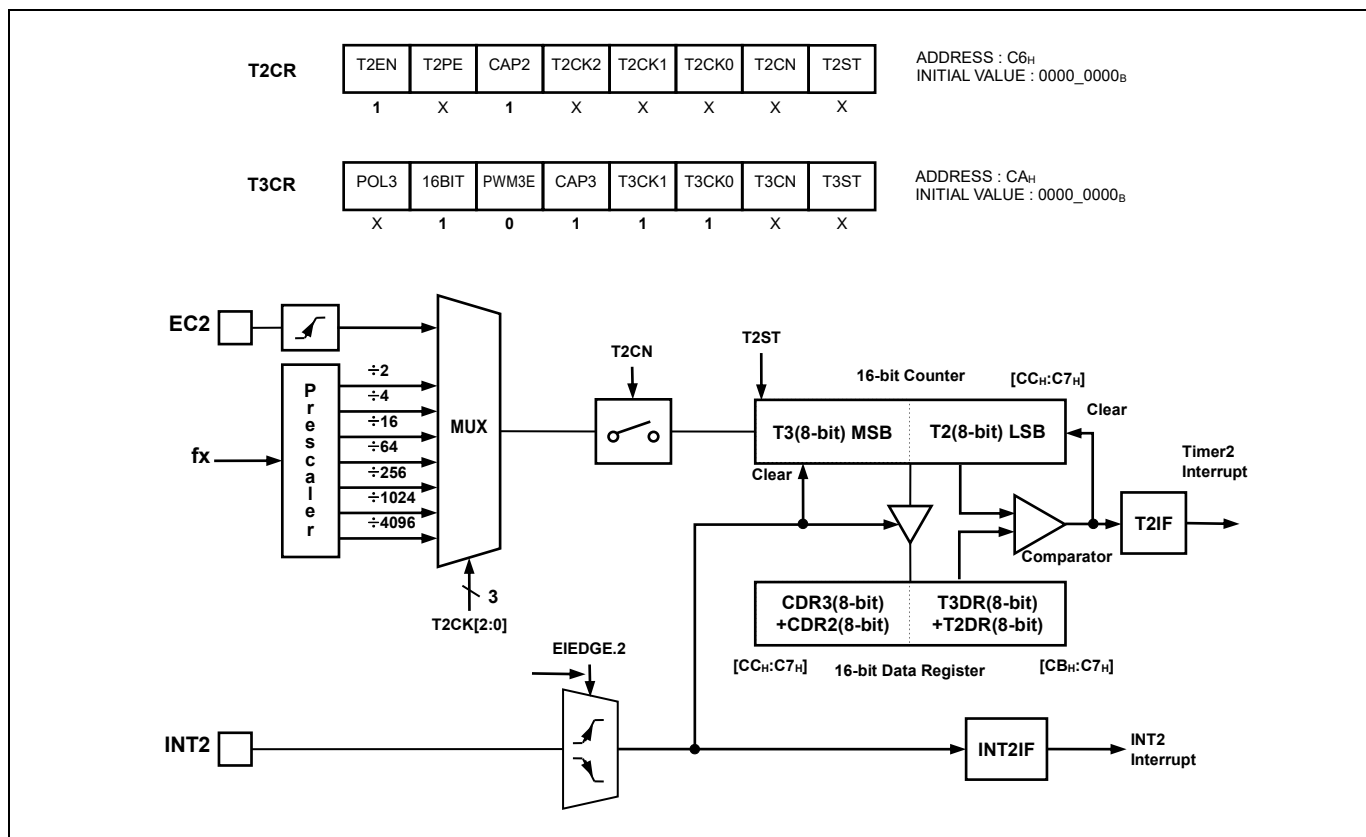 T2CR T2EN T2PE CAP2 T2CK2 T2CK1 T2CK0 T2CN T2ST
1 X 1 X X X X X
ADDRESS : C6H
INITIAL VALUE : 0000_0000B
T3CR POL3 16BIT PWM3E CAP3 T3CK1 T3CK0 T3CN T3ST
X 1 0 1 1 1 X X
ADDRESS : CAH
INITIAL VALUE : 0000_0000B
EC2
fx
Prescaler
÷2
÷4
÷16
÷64
÷256
÷1024
÷4096
MUX
3
T2CK[2:0]
T2CN
T2ST
16-bit Counter
[CCH:C7H]
T3(8-bit) MSB
T2(8-bit) LSB
Clear
Clear
Comparator
T2IF
Timer2
Interrupt
CDR3(8-bit)
+CDR2(8-bit)
T3DR(8-bit)
+T2DR(8-bit)
[CCH:C7H]
16-bit Data Register
[CBH:C7H]
EIEDGE.2
INT2
INT2IF
INT2
Interrupt